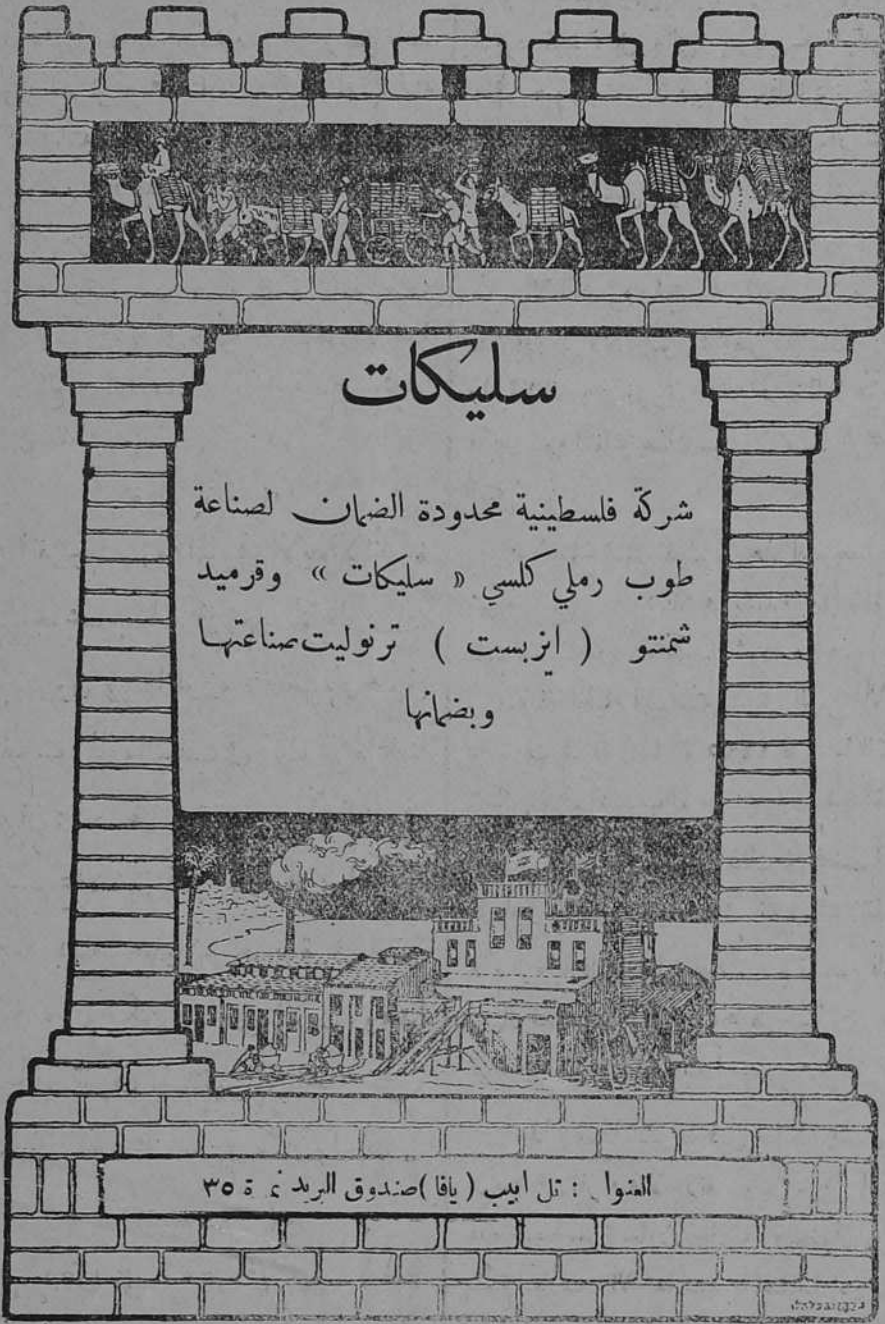 سليكات
شركة فلسطينية محدودة الضمان لصناعة
طوب رملي كلسي « سليكات » وقرميد
شمنتو ( ايزبست ) ترنوليت صناعتها
وبضمانها
العنوا : تل ابيب ( يافا ) صندوق البريد ٣٥